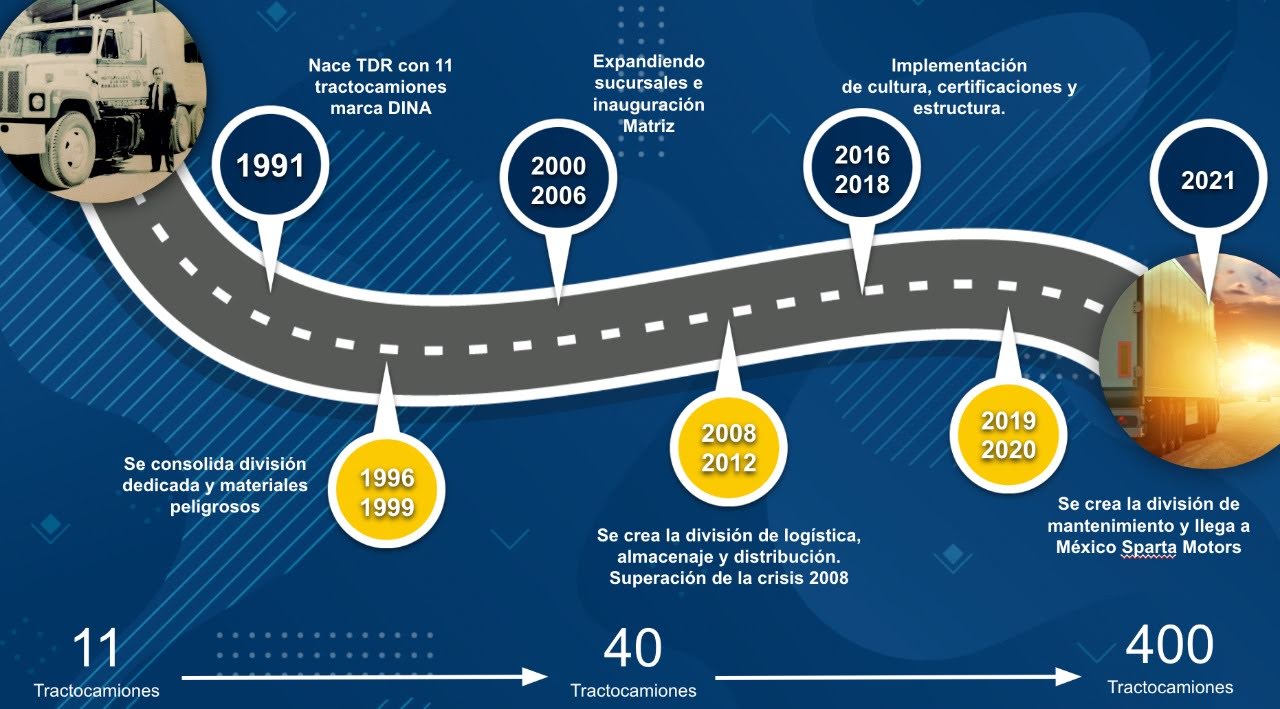 Nace TDR con 11
tractocamiones
marca DINA
1991
Expandiendo
sucursales e
inauguración
Matriz
2000
2006
Implementación
de cultura, certificaciones y
estructura.
2016
2018
2021
Se consolida división
dedicada y materiales
peligrosos
1996
1999
2008
2012
Se crea la división de logística,
almacenaje y distribución.
Superación de la crisis 2008
2019
2020
Se crea la división de
mantenimiento y llega a
México Sparta Motors
11
Tractocamiones
40
Tractocamiones
400
Tractocamiones